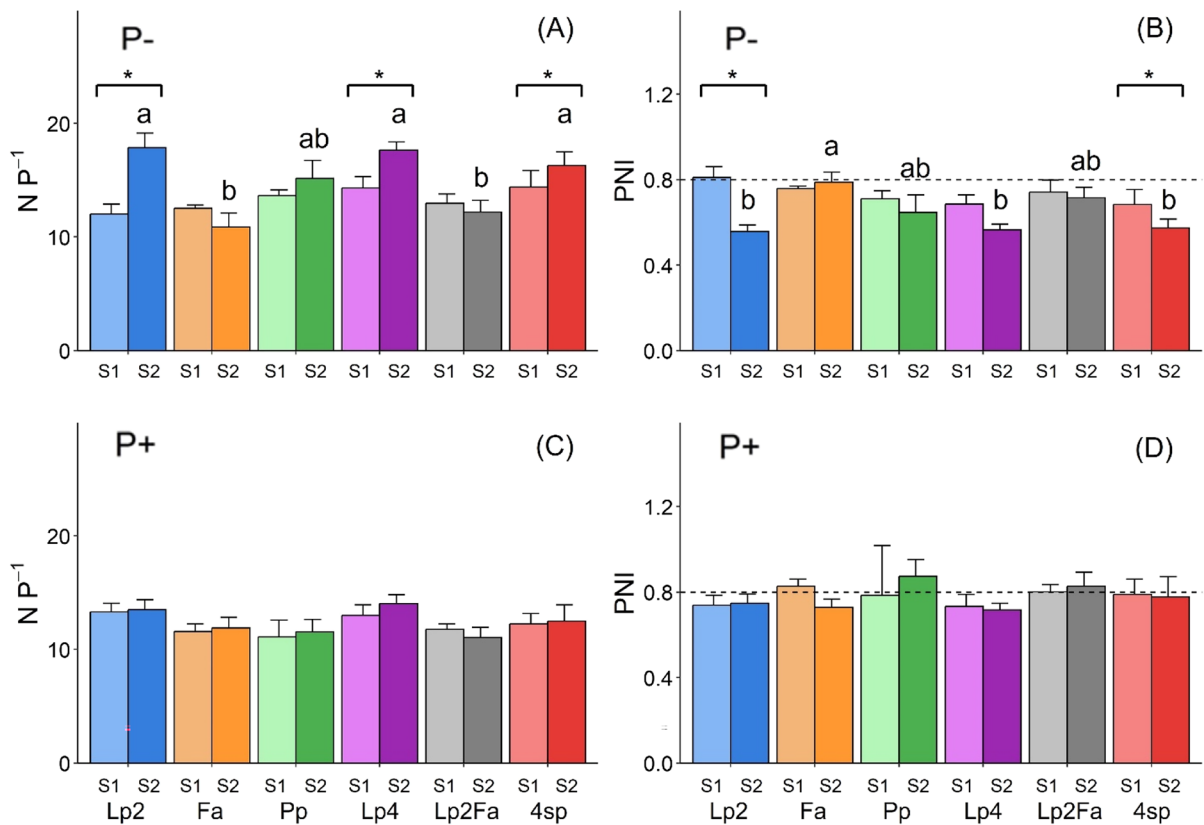 P-
(A)
*
*
*
a
ab
a
a
b
b
20
10
0
N P⁻¹
S1 S2 S1 S2 S1 S2 S1 S2 S1 S2 S1 S2
P-
(B)
*
*
a
ab
ab
b
b
b
1.2
0.8
0.4
0.0
PNI
S1 S2 S1 S2 S1 S2 S1 S2 S1 S2 S1 S2
P+
(C)
20
10
0
N P⁻¹
S1 S2 S1 S2 S1 S2 S1 S2 S1 S2 S1 S2
Lp2 Fa Pp Lp4 Lp2Fa 4sp
P+
(D)
1.2
0.8
0.4
0.0
PNI
S1 S2 S1 S2 S1 S2 S1 S2 S1 S2 S1 S2
Lp2 Fa Pp Lp4 Lp2Fa 4sp